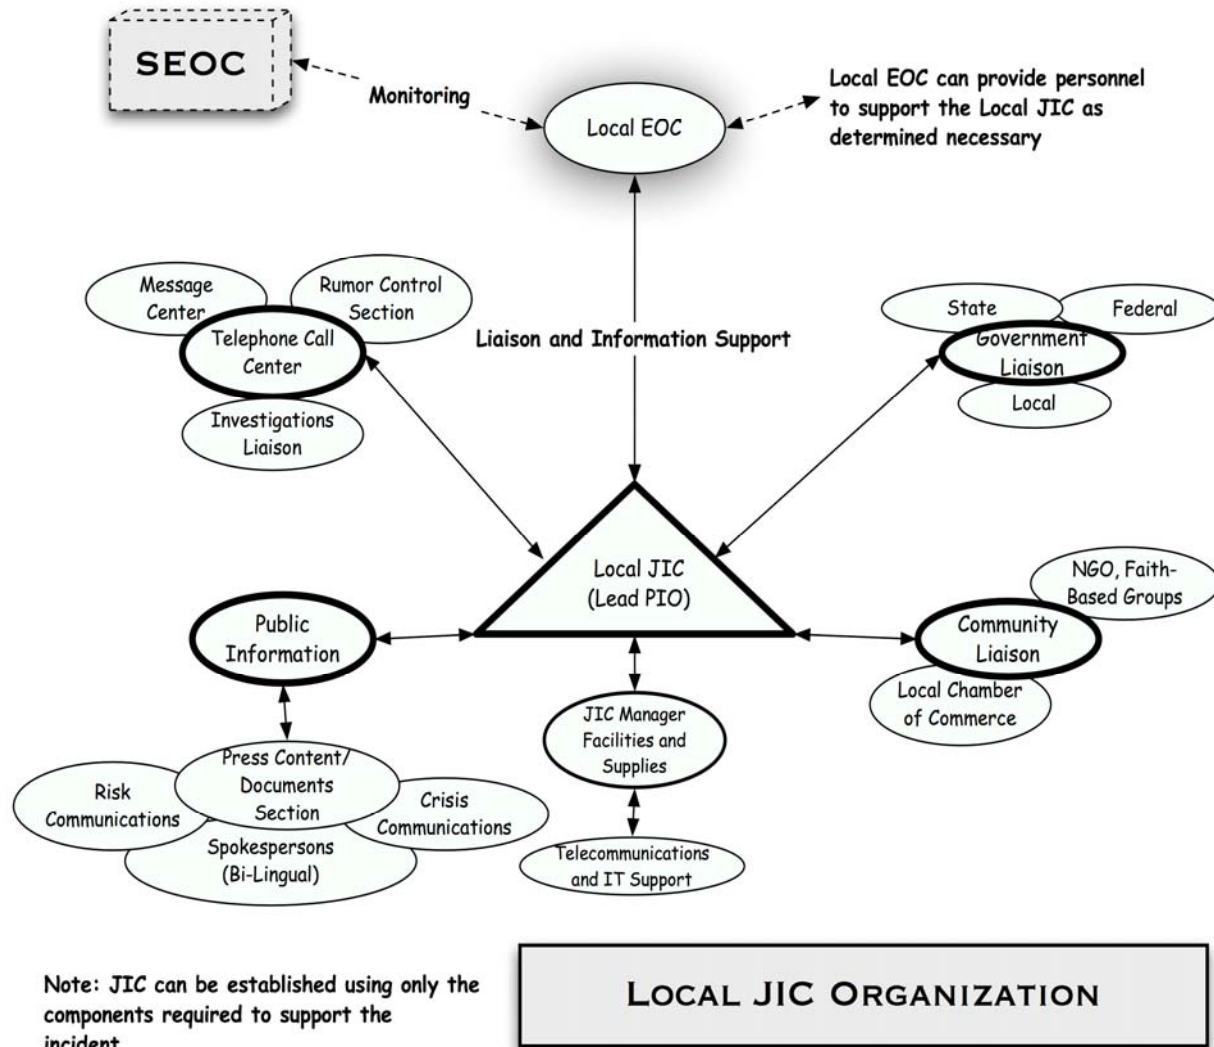 SEOC
Monitoring
Local EOC
Local EOC can provide personnel
to support the Local JIC as
determined necessary
Message
Center
Rumor Control
Section
Telephone Call
Center
Investigations
Liaison
Liaison and Information Support
State
Federal
Government
Liaison
Local
Local JIC
(Lead PIO)
Public
Information
NGO, Faith-
Based Groups
Community
Liaison
Local Chamber
of Commerce
JIC Manager
Facilities and
Supplies
Press Content/
Documents
Section
Risk
Communications
Crisis
Communications
Spokespersons
(Bi-Lingual)
Telecommunications
and IT Support
Note: JIC can be established using only the
components required to support the
incident
LOCAL JIC ORGANIZATION